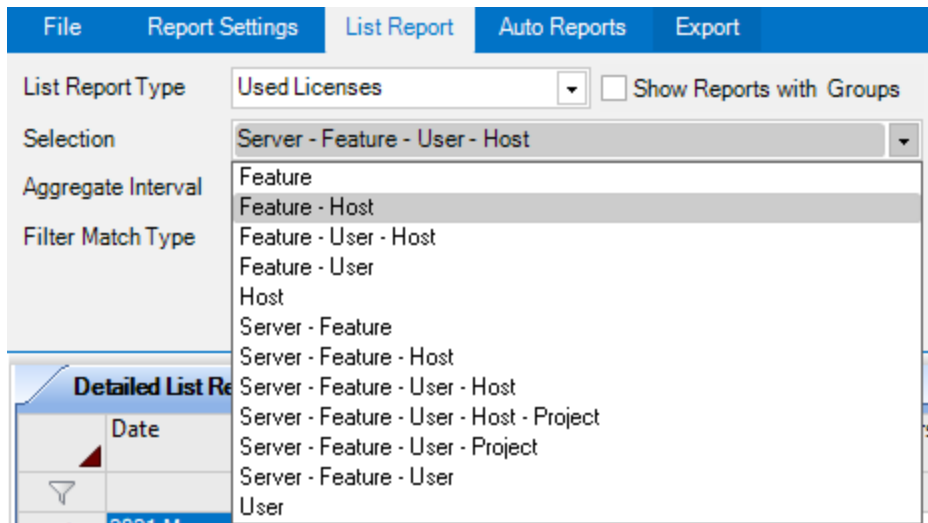 File Report Settings List Report Auto Reports Export
List Report Type Used Licenses Show Reports with Groups
Selection Server - Feature - User - Host
Aggregate Interval
Filter Match Type
Feature
Feature - Host
Feature - User - Host
Feature - User
Host
Server - Feature
Server - Feature - Host
Server - Feature - User - Host
Server - Feature - User - Host - Project
Server - Feature - User - Project
Server - Feature - User
User
Detailed List Re
Date